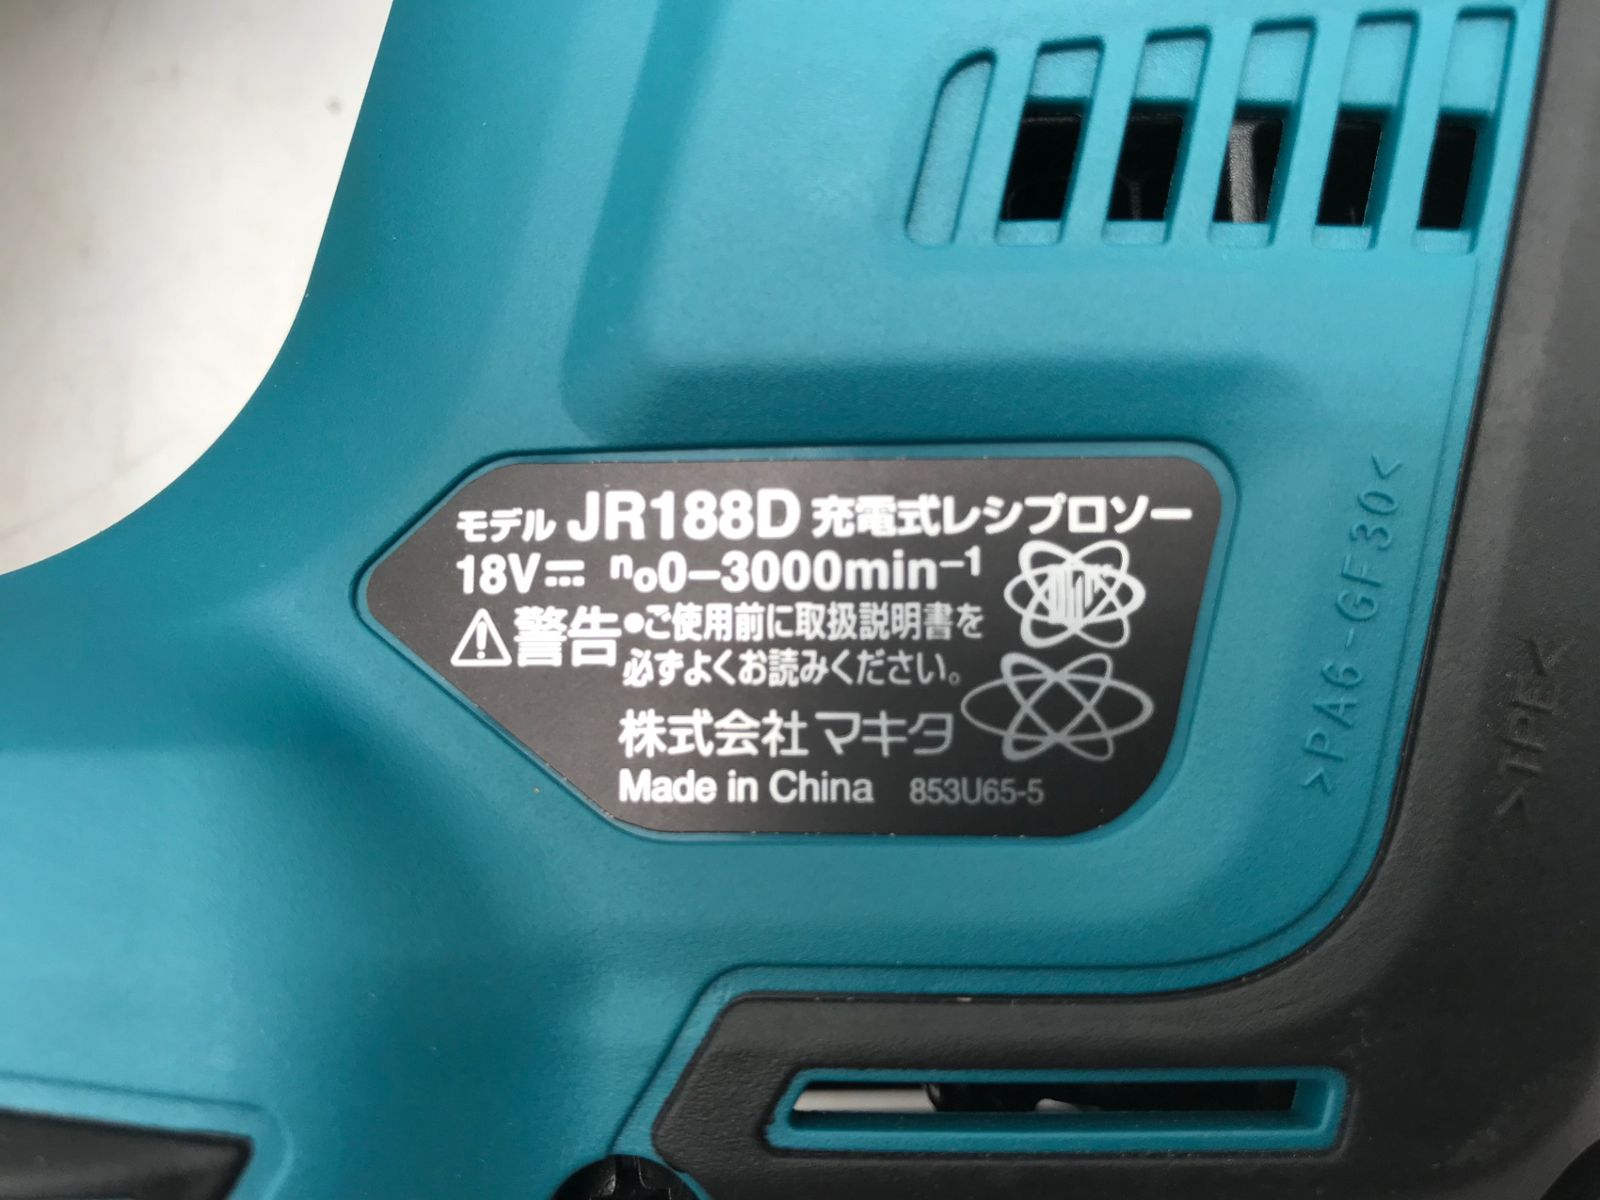 モデル JR188D 充電式レシプロソー
18V⎓ n₀0–3000min⁻¹
⚠警告 ●ご使用前に取扱説明書を
必ずよくお読みください。
株式会社 マキタ
Made in China 853U65-5
>PA6-GF30<
>TPE<